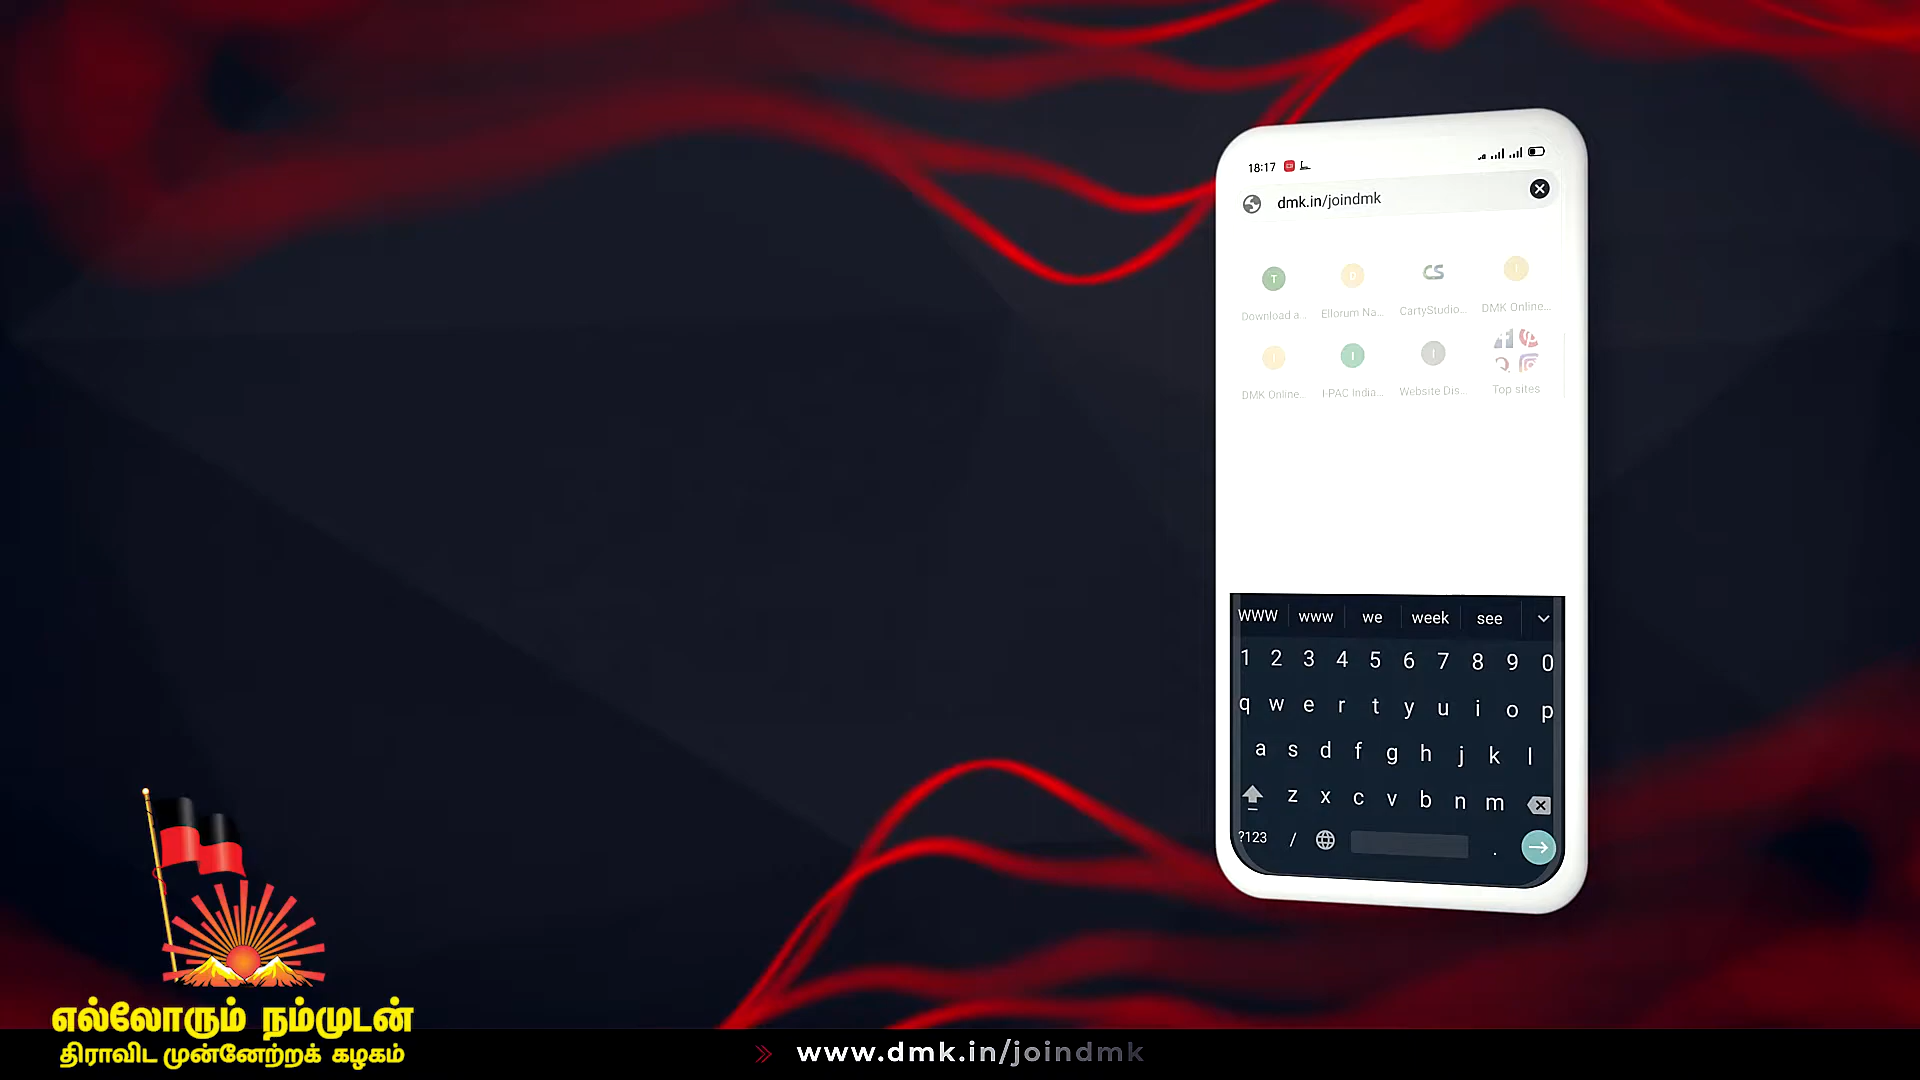 18:17
dmk.in/joindmk
T D CS I
Download a... Ellorum Na... CartyStudio... DMK Online...
I I
DMK Online... I-PAC India... Website Dis... Top sites
WWW www we week see
1 2 3 4 5 6 7 8 9 0
q w e r t y u i o p
a s d f g h j k l
z x c v b n m
?123 / .
எல்லோரும் நம்முடன்
திராவிட முன்னேற்றக் கழகம்
www.dmk.in/joindmk